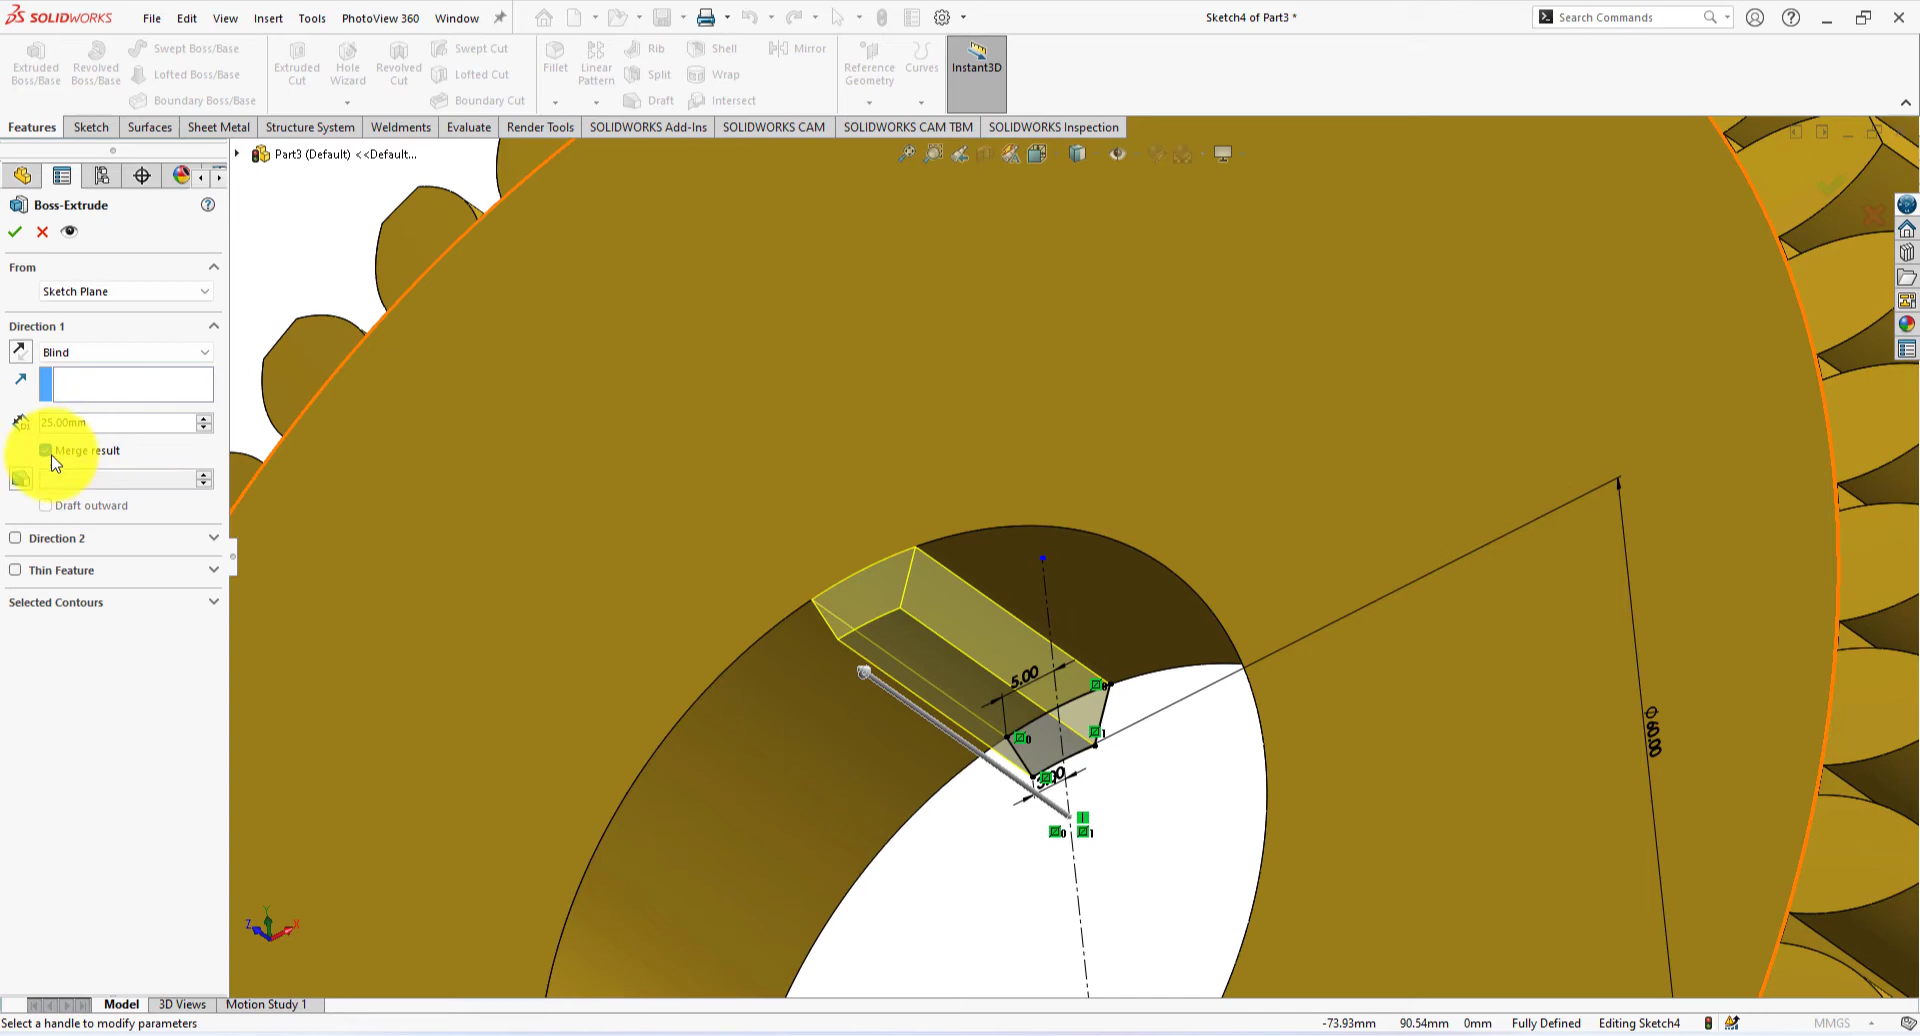 SOLIDWORKS File Edit View Insert Tools PhotoView 360 Window Sketch4 of Part3 * Search Commands
Extruded Boss/Base
Revolved Boss/Base
Swept Boss/Base
Lofted Boss/Base
Boundary Boss/Base
Extruded Cut
Hole Wizard
Revolved Cut
Swept Cut
Lofted Cut
Boundary Cut
Fillet
Linear Pattern
Rib
Split
Draft
Shell
Wrap
Intersect
Mirror
Reference Geometry
Curves
Instant3D
Features Sketch Surfaces Sheet Metal Structure System Weldments Evaluate Render Tools SOLIDWORKS Add-Ins SOLIDWORKS CAM SOLIDWORKS CAM TBM SOLIDWORKS Inspection
Part3 (Default) <<Default...
Boss-Extrude
From
Sketch Plane
Direction 1
Blind
25.00mm
Merge result
Draft outward
Direction 2
Thin Feature
Selected Contours
5.00
Φ60.00
Y
Z
X
Model 3D Views Motion Study 1
Select a handle to modify parameters -73.93mm 90.54mm 0mm Fully Defined Editing Sketch4 MMGS